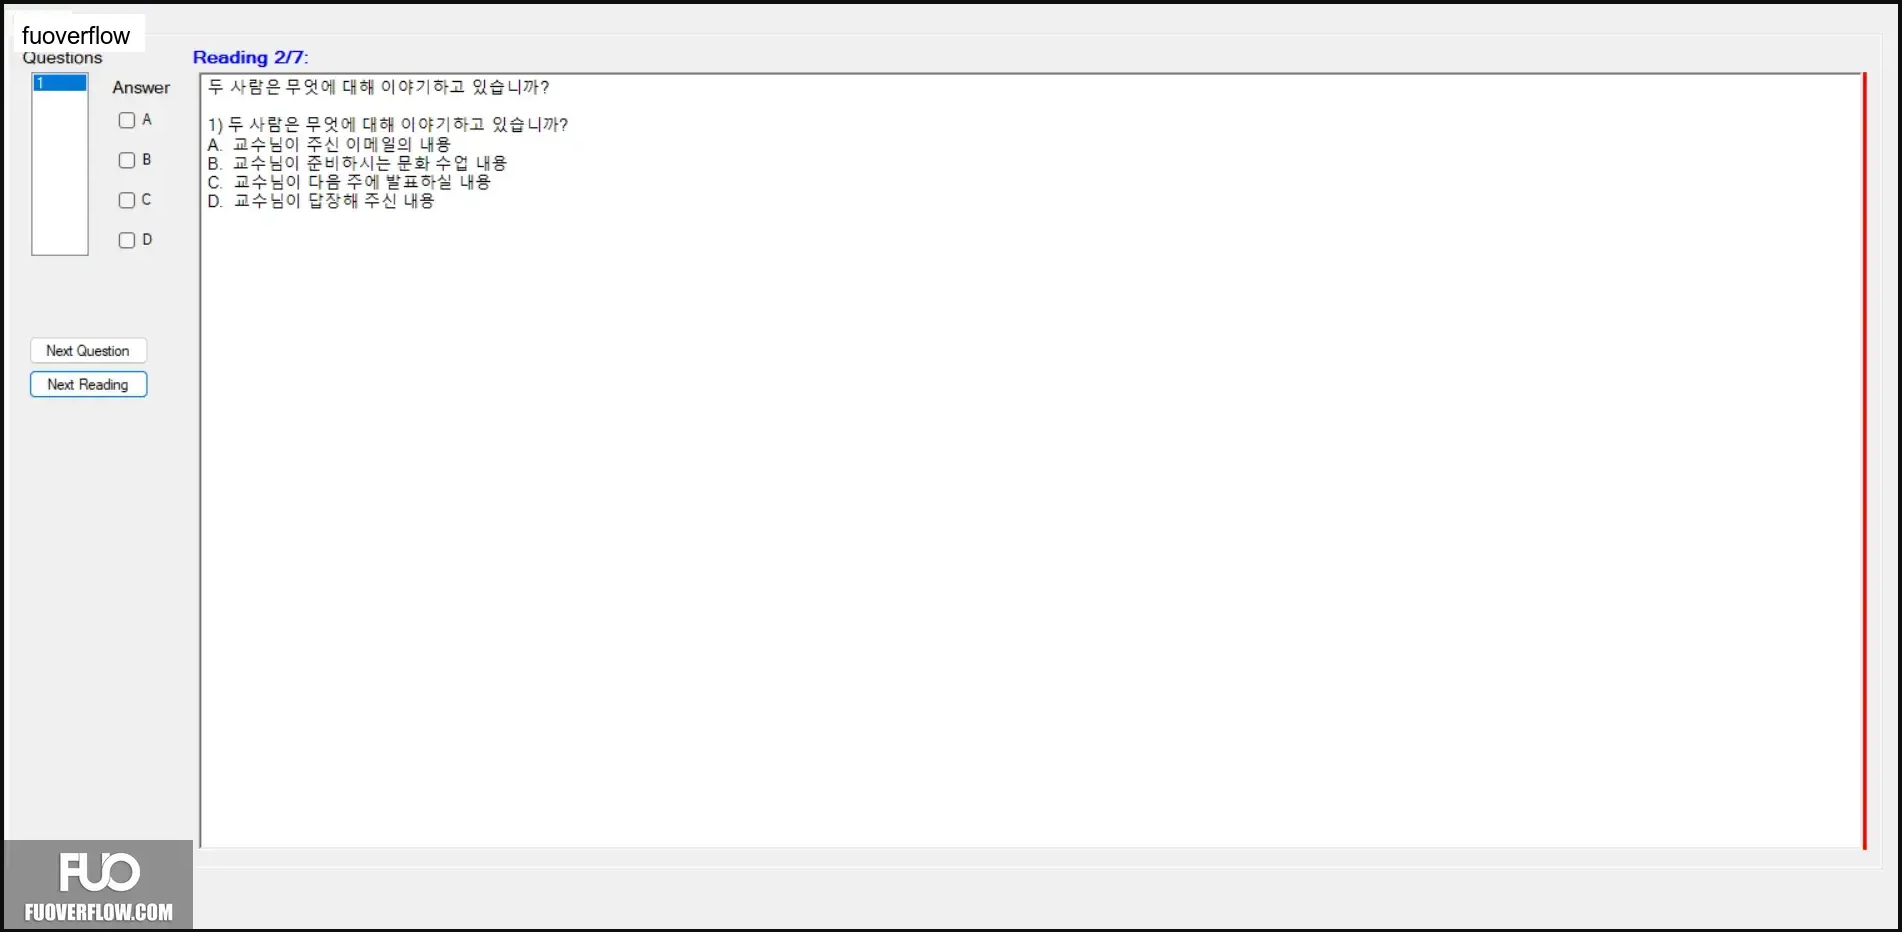 fuoverflow
Questions
Reading 2/7:
1
Answer
A
B
C
D
두 사람은 무엇에 대해 이야기하고 있습니까?
1) 두 사람은 무엇에 대해 이야기하고 있습니까?
A. 교수님이 주신 이메일의 내용
B. 교수님이 준비하시는 문화 수업 내용
C. 교수님이 다음 주에 발표하실 내용
D. 교수님이 답장해 주신 내용
Next Question
Next Reading
FUO
FUOVERFLOW.COM